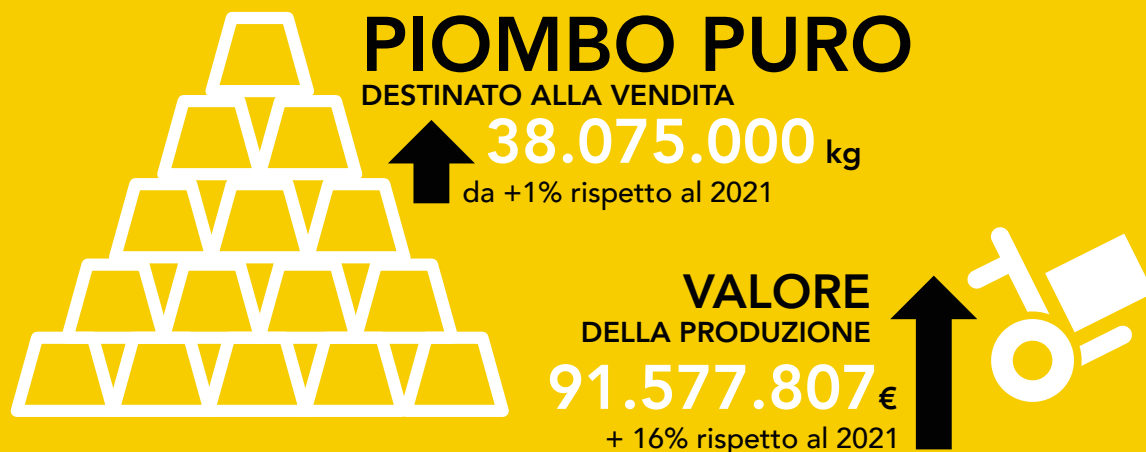 PIOMBO PURO
DESTINATO ALLA VENDITA
38.075.000 kg
da +1% rispetto al 2021
VALORE
DELLA PRODUZIONE
91.577.807 €
+ 16% rispetto al 2021